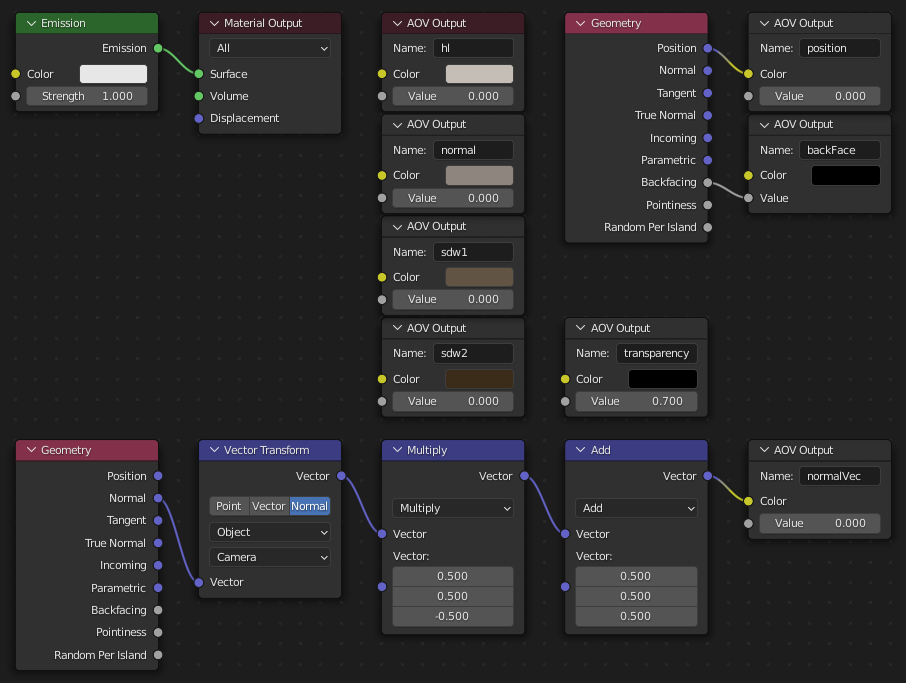 Emission
Emission
Color
Strength 1.000
Material Output
All
Surface
Volume
Displacement
AOV Output
Name: hl
Color
Value 0.000
AOV Output
Name: normal
Color
Value 0.000
AOV Output
Name: sdw1
Color
Value 0.000
AOV Output
Name: sdw2
Color
Value 0.000
Geometry
Position
Normal
Tangent
True Normal
Incoming
Parametric
Backfacing
Pointiness
Random Per Island
AOV Output
Name: position
Color
Value 0.000
AOV Output
Name: backFace
Color
Value
AOV Output
Name: transparency
Color
Value 0.700
Geometry
Position
Normal
Tangent
True Normal
Incoming
Parametric
Backfacing
Pointiness
Random Per Island
Vector Transform
Vector
Point Vector Normal
Object
Camera
Vector
Multiply
Vector
Multiply
Vector
Vector:
0.500
0.500
-0.500
Add
Vector
Add
Vector
Vector:
0.500
0.500
0.500
AOV Output
Name: normalVec
Color
Value 0.000